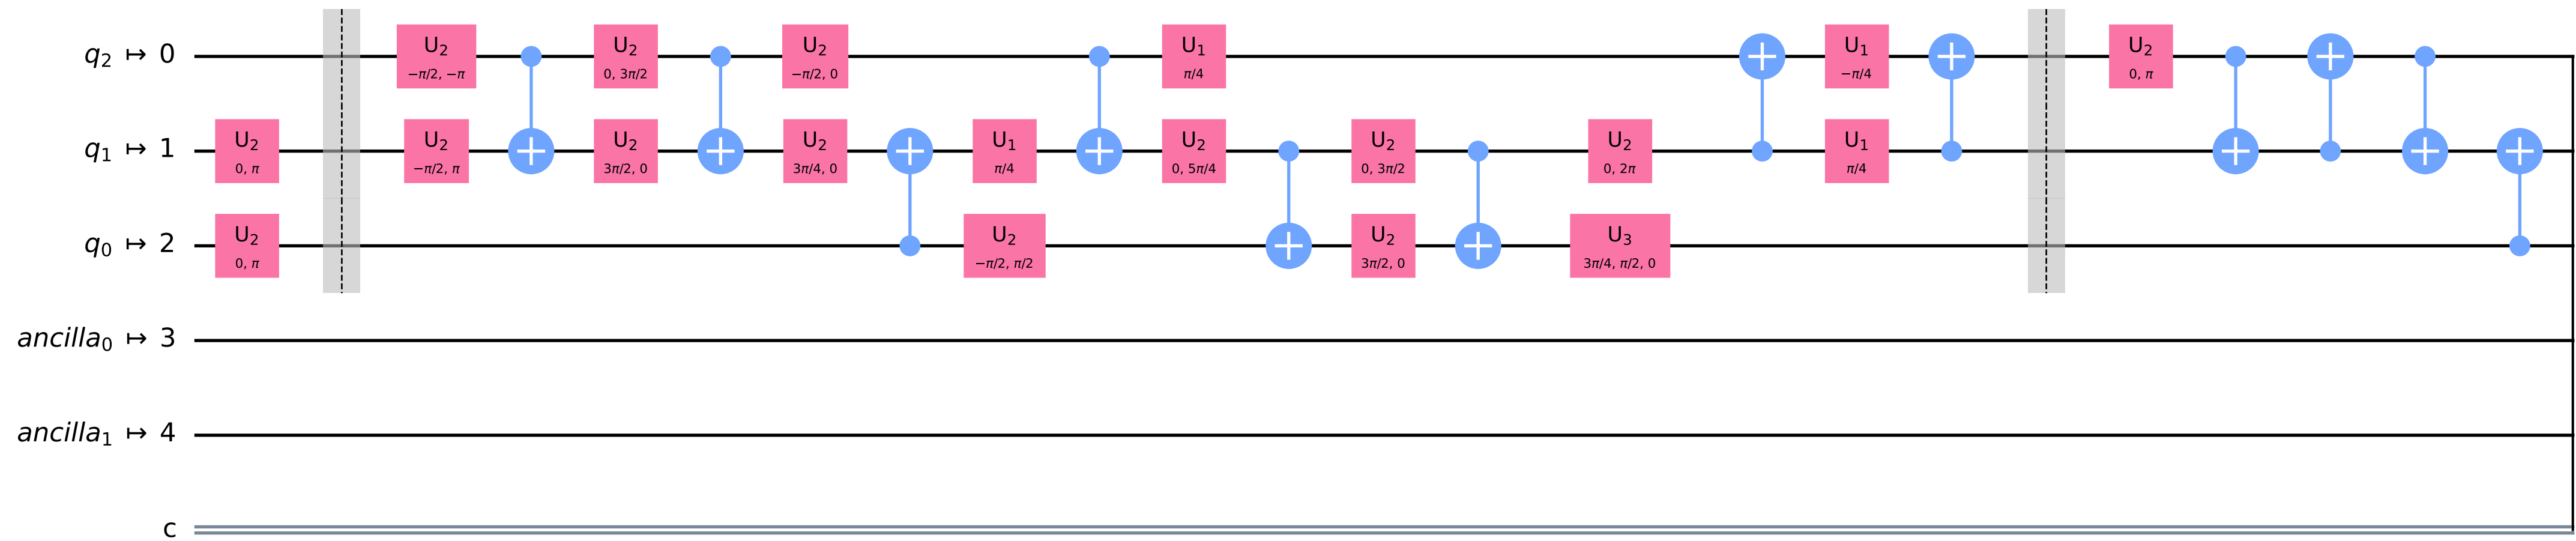 q2 ↦ 0 U2 −π/2, −π U2 0, 3π/2 U2 −π/2, 0 U1 π/4 U1 −π/4 U2 0, π
q1 ↦ 1 U2 0, π U2 −π/2, π U2 3π/2, 0 U2 3π/4, 0 U1 π/4 U2 0, 5π/4 U2 0, 3π/2 U2 0, 2π U1 π/4
q0 ↦ 2 U2 0, π U2 −π/2, π/2 U2 3π/2, 0 U3 3π/4, π/2, 0
ancilla0 ↦ 3
ancilla1 ↦ 4
c